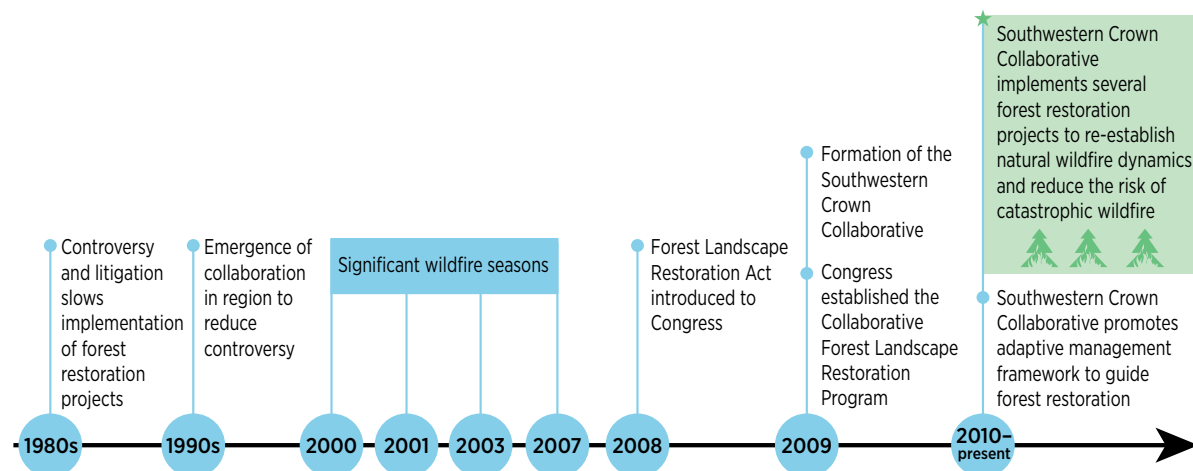 Controversy
and litigation
slows
implementation
of forest
restoration
projects
Emergence of
collaboration
in region to
reduce
controversy
Significant wildfire seasons
Forest Landscape
Restoration Act
introduced to
Congress
Formation of the
Southwestern
Crown
Collaborative
Congress
established the
Collaborative
Forest Landscape
Restoration
Program
Southwestern Crown
Collaborative
implements several
forest restoration
projects to re-establish
natural wildfire dynamics
and reduce the risk of
catastrophic wildfire
Southwestern Crown
Collaborative promotes
adaptive management
framework to guide
forest restoration
1980s
1990s
2000
2001
2003
2007
2008
2009
2010–
present